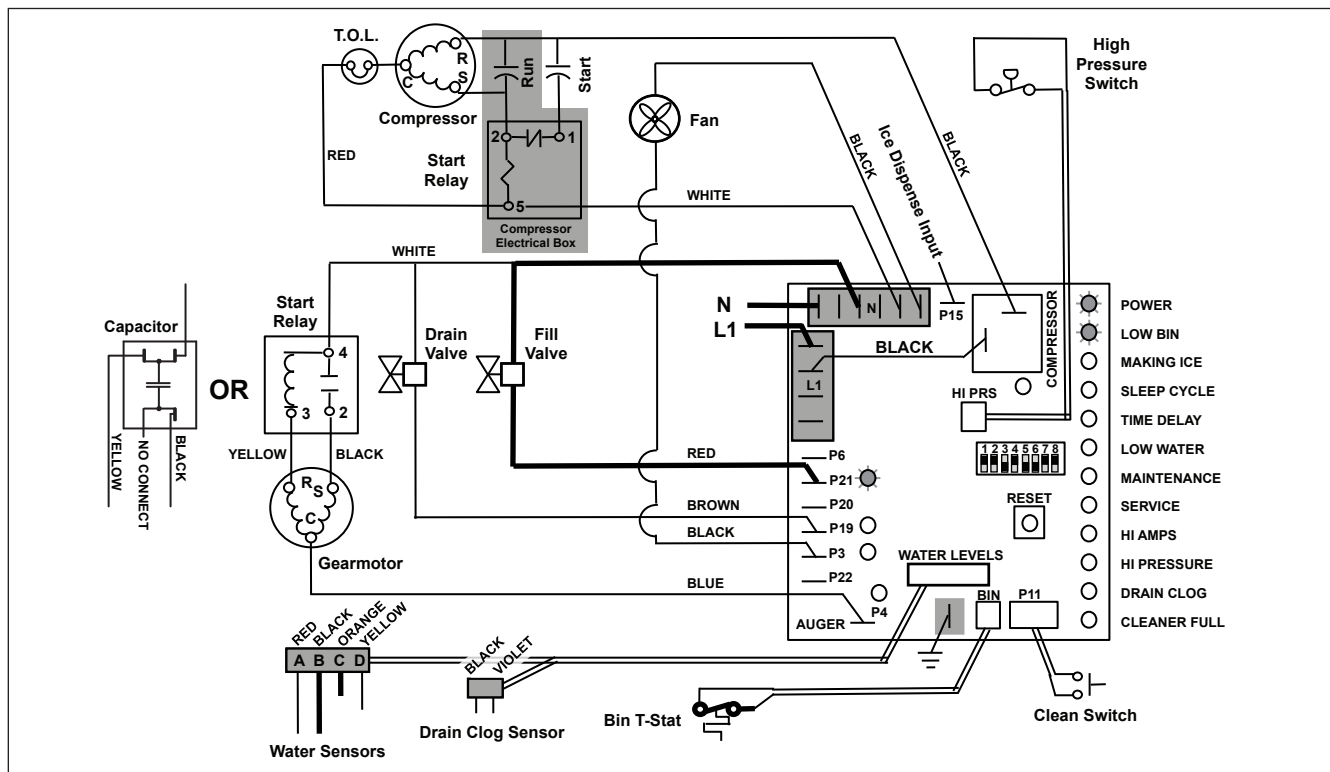 T.O.L.
R
S
C
Compressor
Run
Start
High
Pressure
Switch
Fan
2
1
Start
Relay
5
Compressor
Electrical Box
RED
WHITE
BLACK
Ice Dispense Input
BLACK
WHITE
Capacitor
YELLOW
NO CONNECT
BLACK
OR
Start
Relay
4
3
2
YELLOW
BLACK
R
S
C
Gearmotor
Drain
Valve
Fill
Valve
N
L1
N
P15
BLACK
COMPRESSOR
L1
HI PRS
RED
BROWN
BLACK
BLUE
P6
P21
P20
P19
P3
P22
P4
AUGER
1 2 3 4 5 6 7 8
RESET
WATER LEVELS
BIN
P11
POWER
LOW BIN
MAKING ICE
SLEEP CYCLE
TIME DELAY
LOW WATER
MAINTENANCE
SERVICE
HI AMPS
HI PRESSURE
DRAIN CLOG
CLEANER FULL
RED
BLACK
ORANGE
YELLOW
A B C D
Water Sensors
BLACK
VIOLET
Drain Clog Sensor
Bin T-Stat
Clean Switch